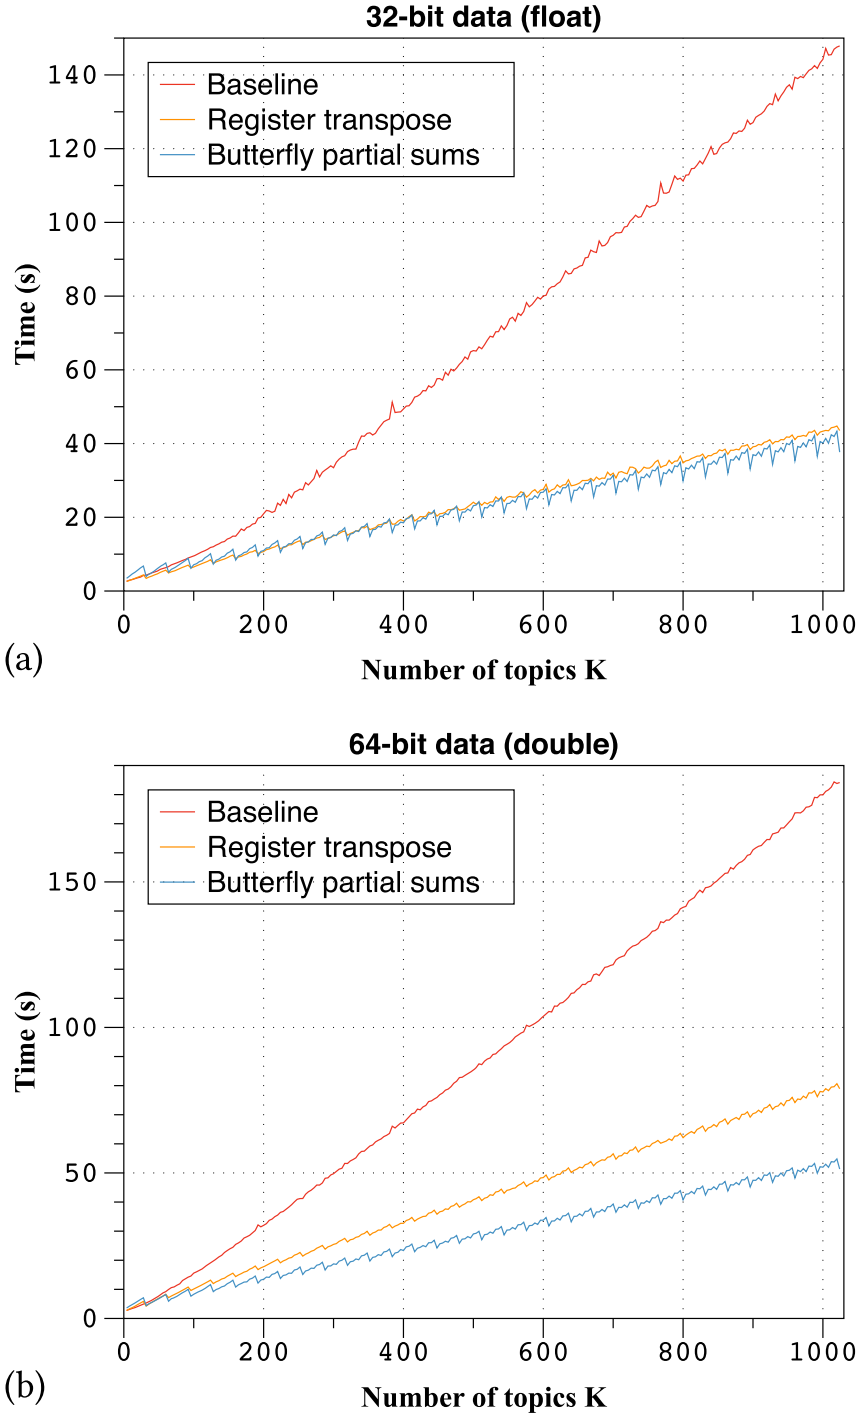 32-bit data (float)
Baseline
Register transpose
Butterfly partial sums
140
120
100
80
60
40
20
0
Time (s)
0 200 400 600 800 1000
Number of topics K
(a)
64-bit data (double)
Baseline
Register transpose
Butterfly partial sums
150
100
50
0
Time (s)
0 200 400 600 800 1000
Number of topics K
(b)